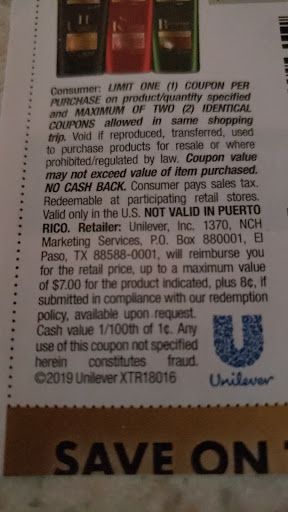 Consumer: LIMIT ONE (1) COUPON PER
PURCHASE on product/quantity specified
and MAXIMUM OF TWO (2) IDENTICAL
COUPONS allowed in same shopping
trip. Void if reproduced, transferred, used
to purchase products for resale or where
prohibited/regulated by law. Coupon value
may not exceed value of item purchased.
NO CASH BACK. Consumer pays sales tax.
Redeemable at participating retail stores.
Valid only in the U.S. NOT VALID IN PUERTO
RICO. Retailer: Unilever, Inc. 1370, NCH
Marketing Services, P.O. Box 880001, El
Paso, TX 88588-0001, will reimburse you
for the retail price, up to a maximum value
of $7.00 for the product indicated, plus 8¢, if
submitted in compliance with our redemption
policy, available upon request.
Cash value 1/100th of 1¢. Any
use of this coupon not specified
herein constitutes fraud.
©2019 Unilever XTR18016
Unilever
SAVE ON